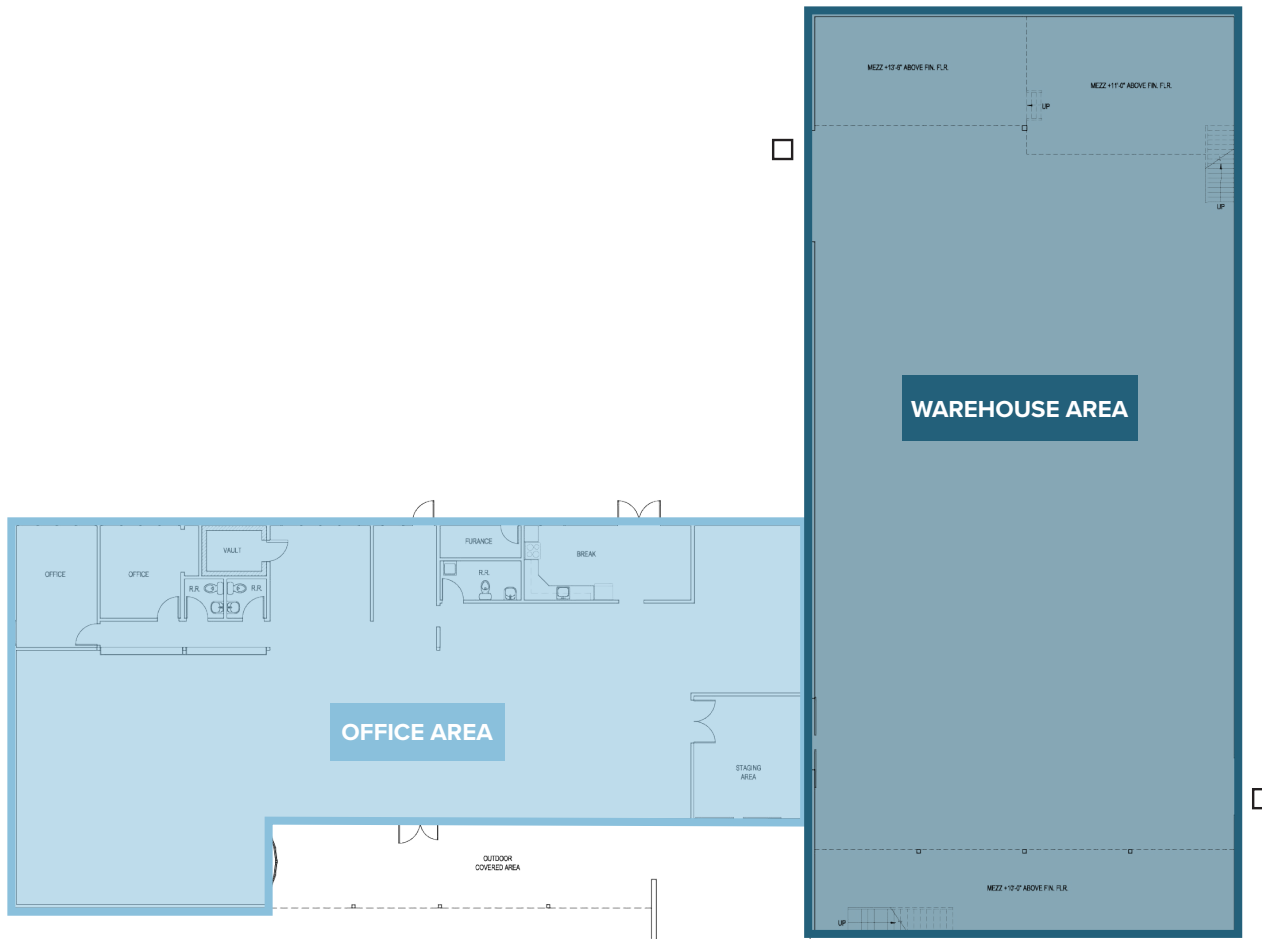 MEZZ +13'-6" ABOVE FIN. FLR.
MEZZ +11'-0" ABOVE FIN. FLR.
UP
UP
WAREHOUSE AREA
OFFICE
OFFICE
VAULT
R.R.
R.R.
FURANCE
R.R.
BREAK
OFFICE AREA
STAGING
AREA
OUTDOOR
COVERED AREA
MEZZ +10'-0" ABOVE FIN. FLR.
UP